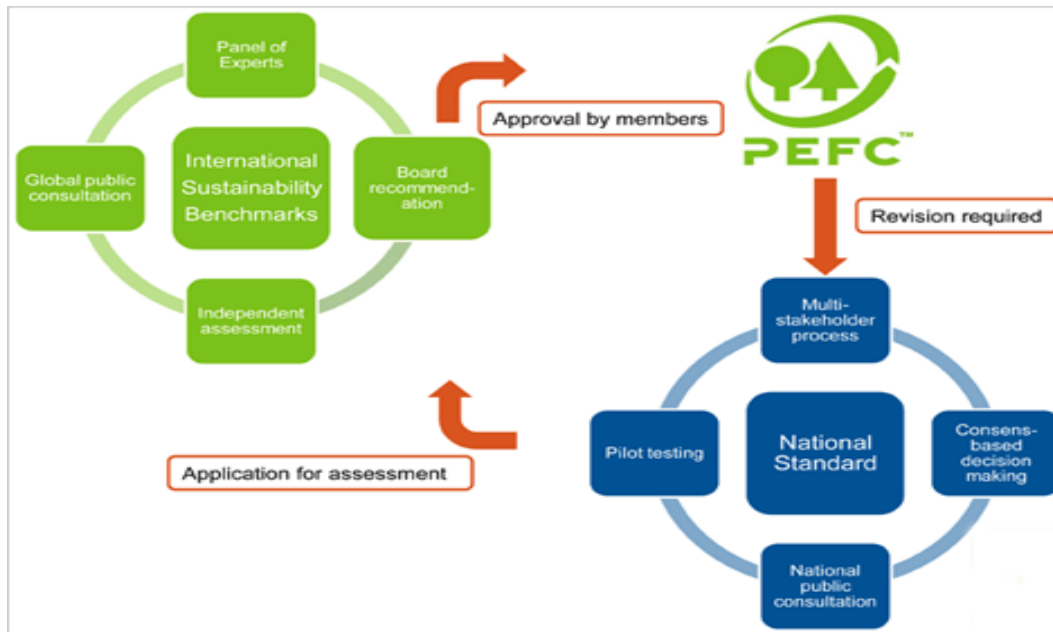 Panel of
Experts
Global public
consultation
International
Sustainability
Benchmarks
Board
recommend-
ation
Independent
assessment
Approval by members
PEFC™
Revision required
Multi-
stakeholder
process
Pilot testing
National
Standard
Consens-
based
decision
making
National
public
consultation
Application for assessment